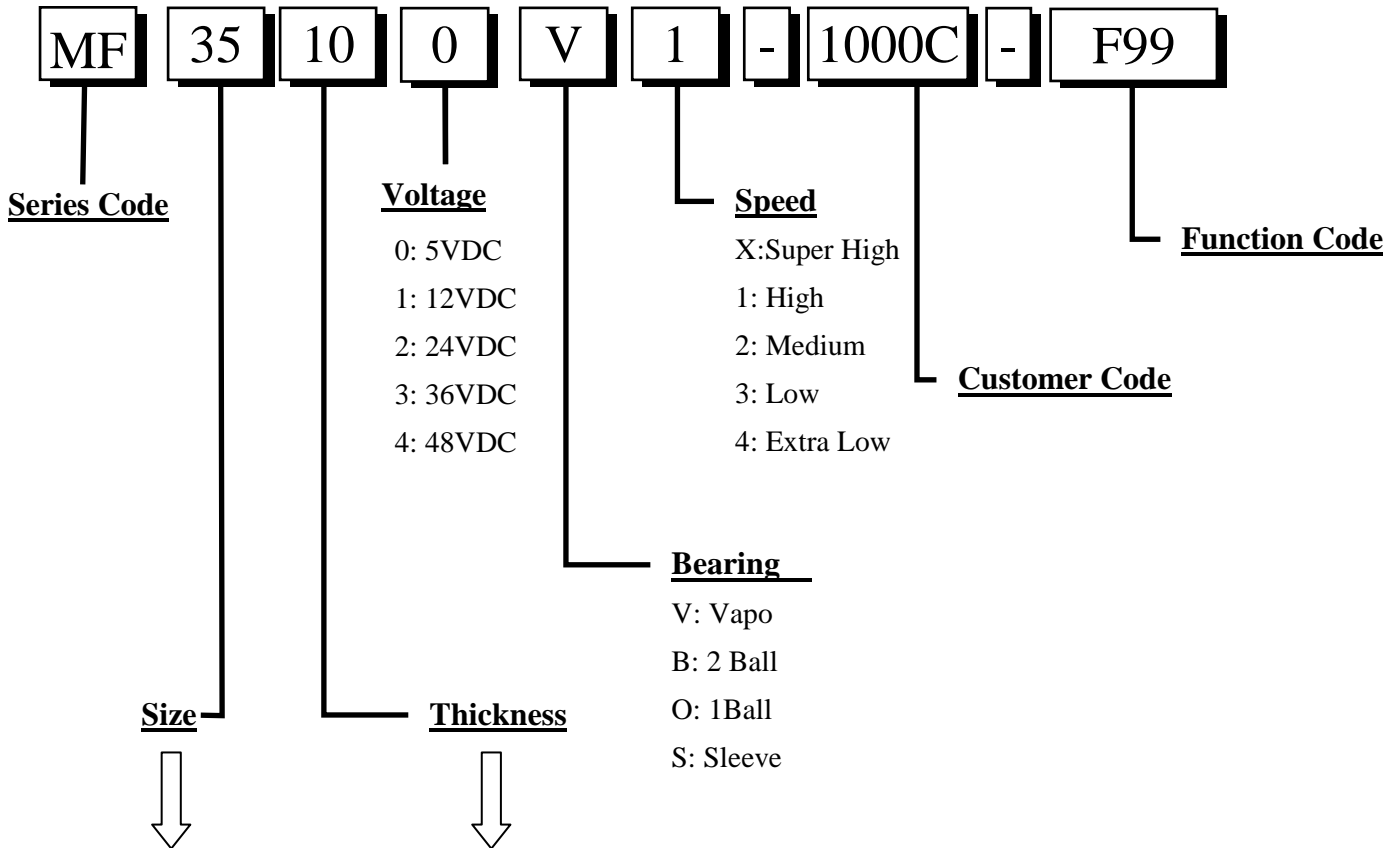 MF 35 10 0 V 1 - 1000C - F99
Series Code
Voltage
0: 5VDC
1: 12VDC
2: 24VDC
3: 36VDC
4: 48VDC
Speed
X:Super High
1: High
2: Medium
3: Low
4: Extra Low
Function Code
Customer Code
Bearing
V: Vapo
B: 2 Ball
O: 1Ball
S: Sleeve
Size
Thickness